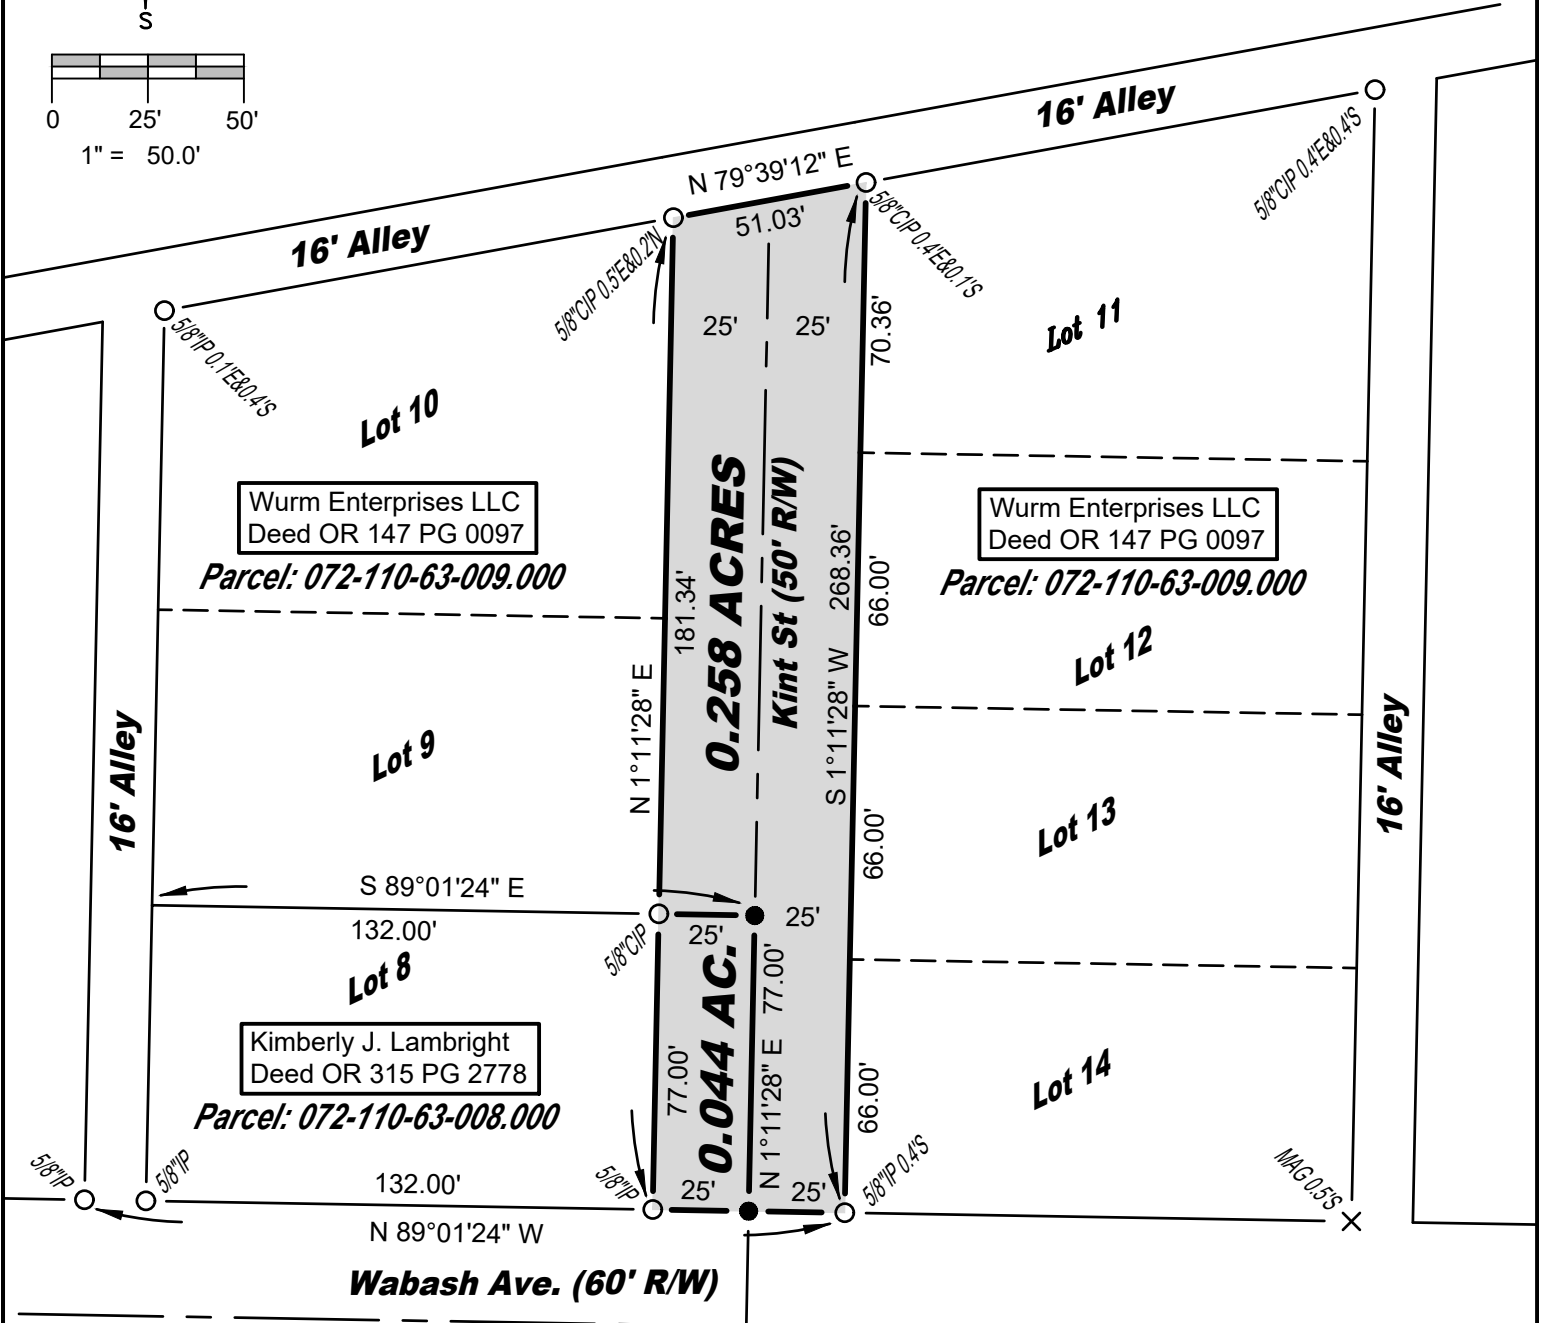 S
0 25' 50'
1" = 50.0'
16' Alley
N 79°39'12" E
51.03'
16' Alley
5/8"CIP 0.4'E&0.4'S
5/8"CIP 0.5'E&0.2'N
5/8"CIP 0.4'E&0.1'S
5/8"IP 0.1'E&0.4'S
25' 25'
70.36'
Lot 11
Lot 10
Wurm Enterprises LLC
Deed OR 147 PG 0097
Parcel: 072-110-63-009.000
0.258 ACRES
Kint St (50' R/W)
181.34'
N 1°11'28" E
S 1°11'28" W 268.36'
66.00'
Wurm Enterprises LLC
Deed OR 147 PG 0097
Parcel: 072-110-63-009.000
Lot 12
Lot 9
16' Alley
16' Alley
66.00'
Lot 13
S 89°01'24" E
132.00'
5/8"CIP
25'
25'
Lot 8
Kimberly J. Lambright
Deed OR 315 PG 2778
Parcel: 072-110-63-008.000
77.00'
0.044 AC.
N 1°11'28" E 77.00'
66.00'
Lot 14
5/8"IP
5/8"IP
132.00'
5/8"IP
25'
25'
5/8"IP 0.4'S
MAG 0.5'S
N 89°01'24" W
Wabash Ave. (60' R/W)